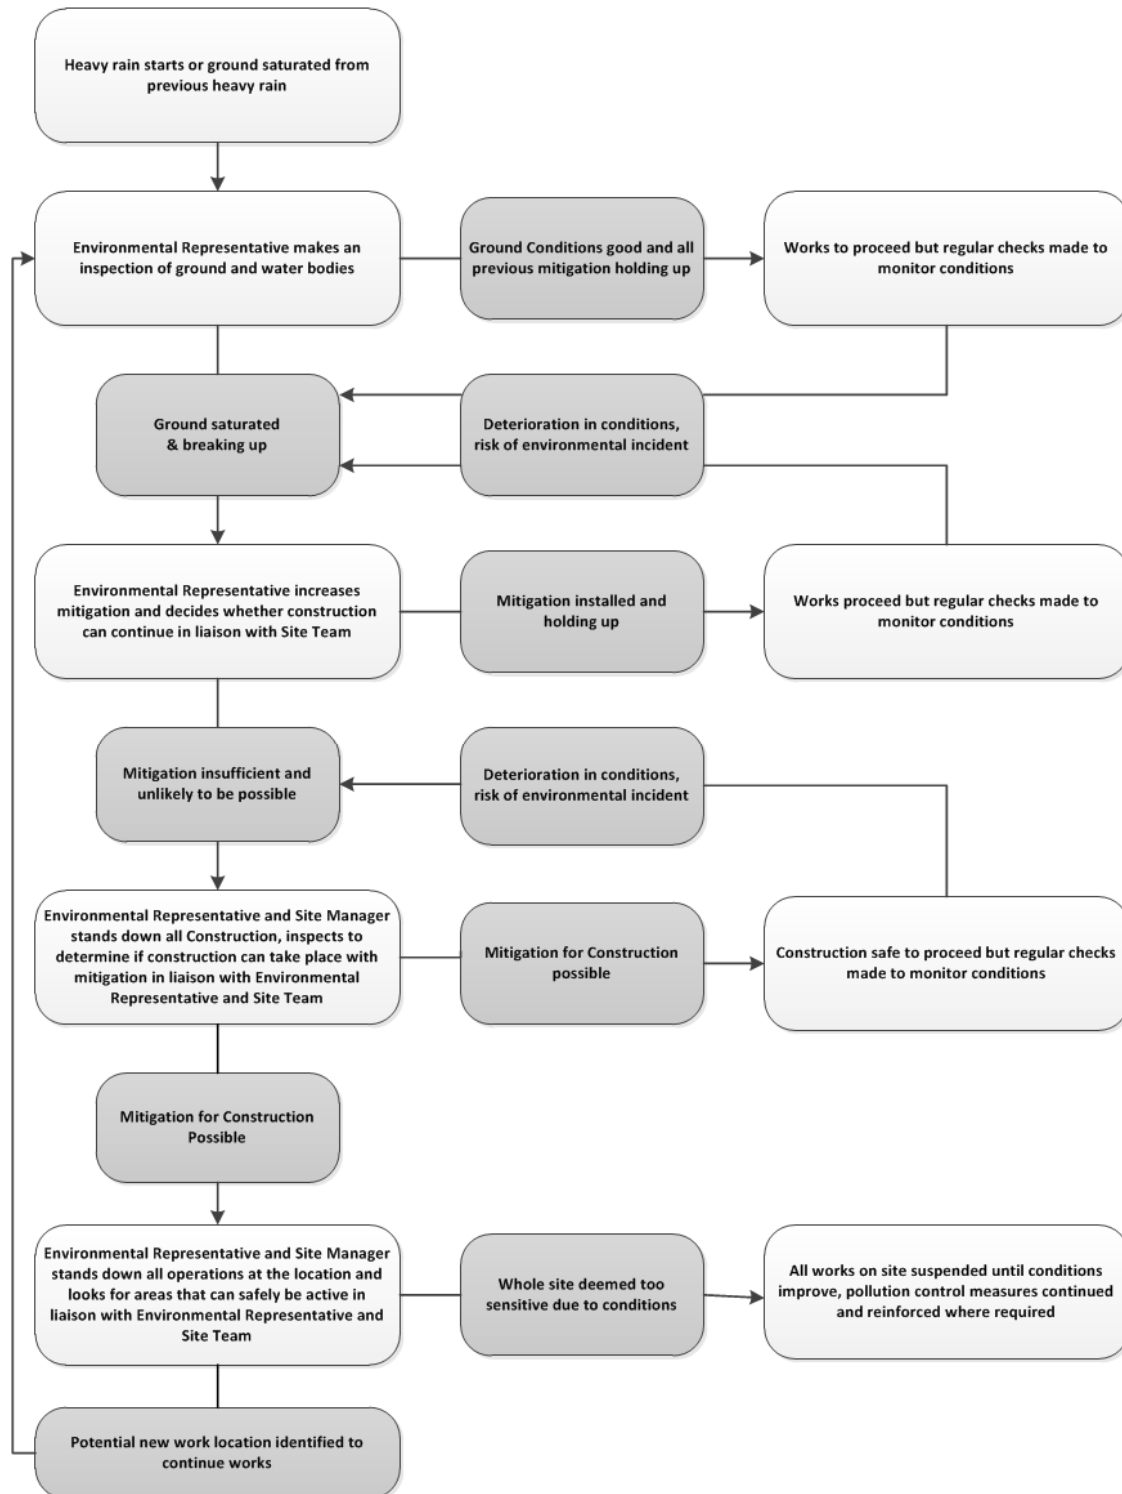 Heavy rain starts or ground saturated from
previous heavy rain
Environmental Representative makes an
inspection of ground and water bodies
Ground Conditions good and all
previous mitigation holding up
Works to proceed but regular checks made to
monitor conditions
Ground saturated
& breaking up
Deterioration in conditions,
risk of environmental incident
Environmental Representative increases
mitigation and decides whether construction
can continue in liaison with Site Team
Mitigation installed and
holding up
Works proceed but regular checks made to
monitor conditions
Mitigation insufficient and
unlikely to be possible
Deterioration in conditions,
risk of environmental incident
Environmental Representative and Site Manager
stands down all Construction, inspects to
determine if construction can take place with
mitigation in liaison with Environmental
Representative and Site Team
Mitigation for Construction
possible
Construction safe to proceed but regular checks
made to monitor conditions
Mitigation for Construction
Possible
Environmental Representative and Site Manager
stands down all operations at the location and
looks for areas that can safely be active in
liaison with Environmental Representative and
Site Team
Whole site deemed too
sensitive due to conditions
All works on site suspended until conditions
improve, pollution control measures continued
and reinforced where required
Potential new work location identified to
continue works